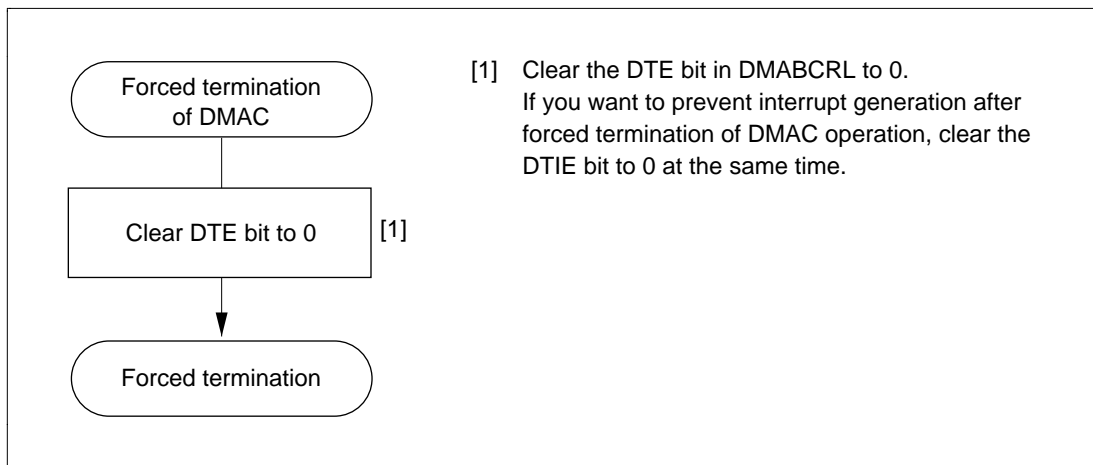 Forced termination
of DMAC
Clear DTE bit to 0
[1]
Forced termination
[1] Clear the DTE bit in DMABCRL to 0.
If you want to prevent interrupt generation after
forced termination of DMAC operation, clear the
DTIE bit to 0 at the same time.